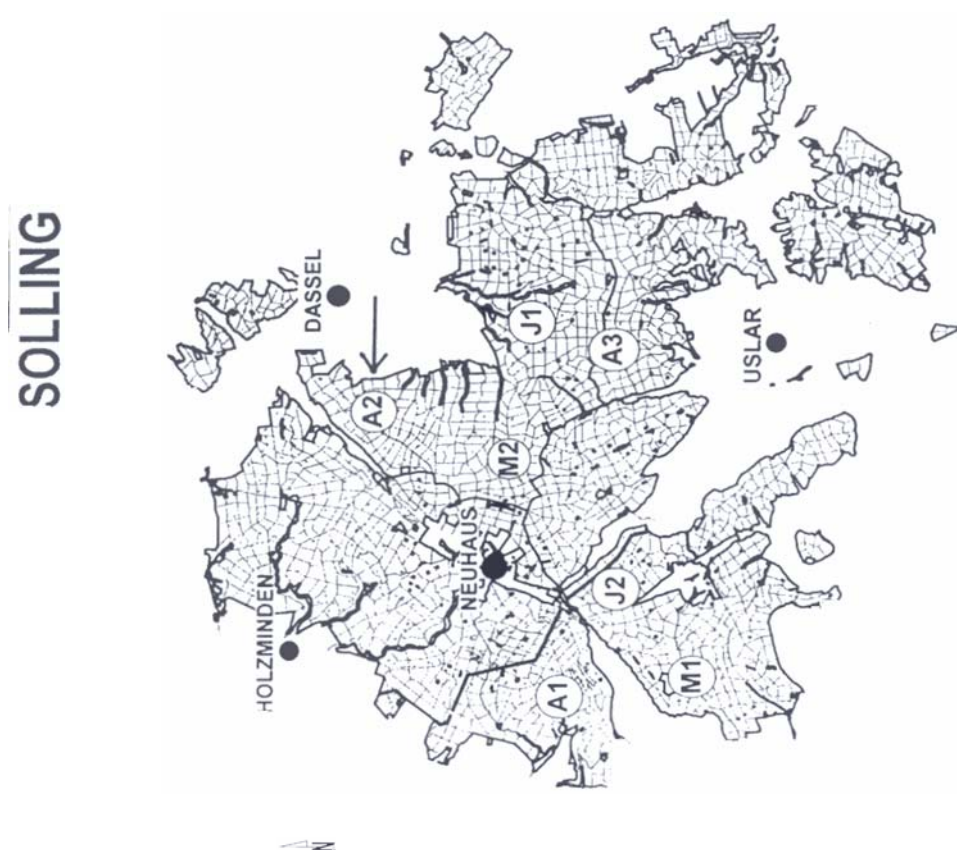 SOLLING
DASSEL
HOLZMINDEN
NEUHAUS
USLAR
A2
J1
A3
M2
J2
A1
M1
N